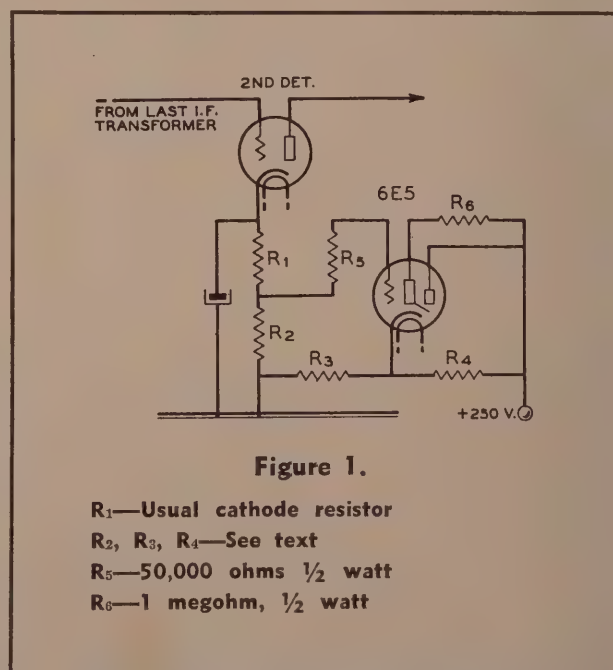 2ND DET.
FROM LAST I.F.
TRANSFORMER
6E5
R6
R1
R5
R2
R3
R4
+250 V.
Figure 1.
R1—Usual cathode resistor
R2, R3, R4—See text
R5—50,000 ohms ½ watt
R6—1 megohm, ½ watt